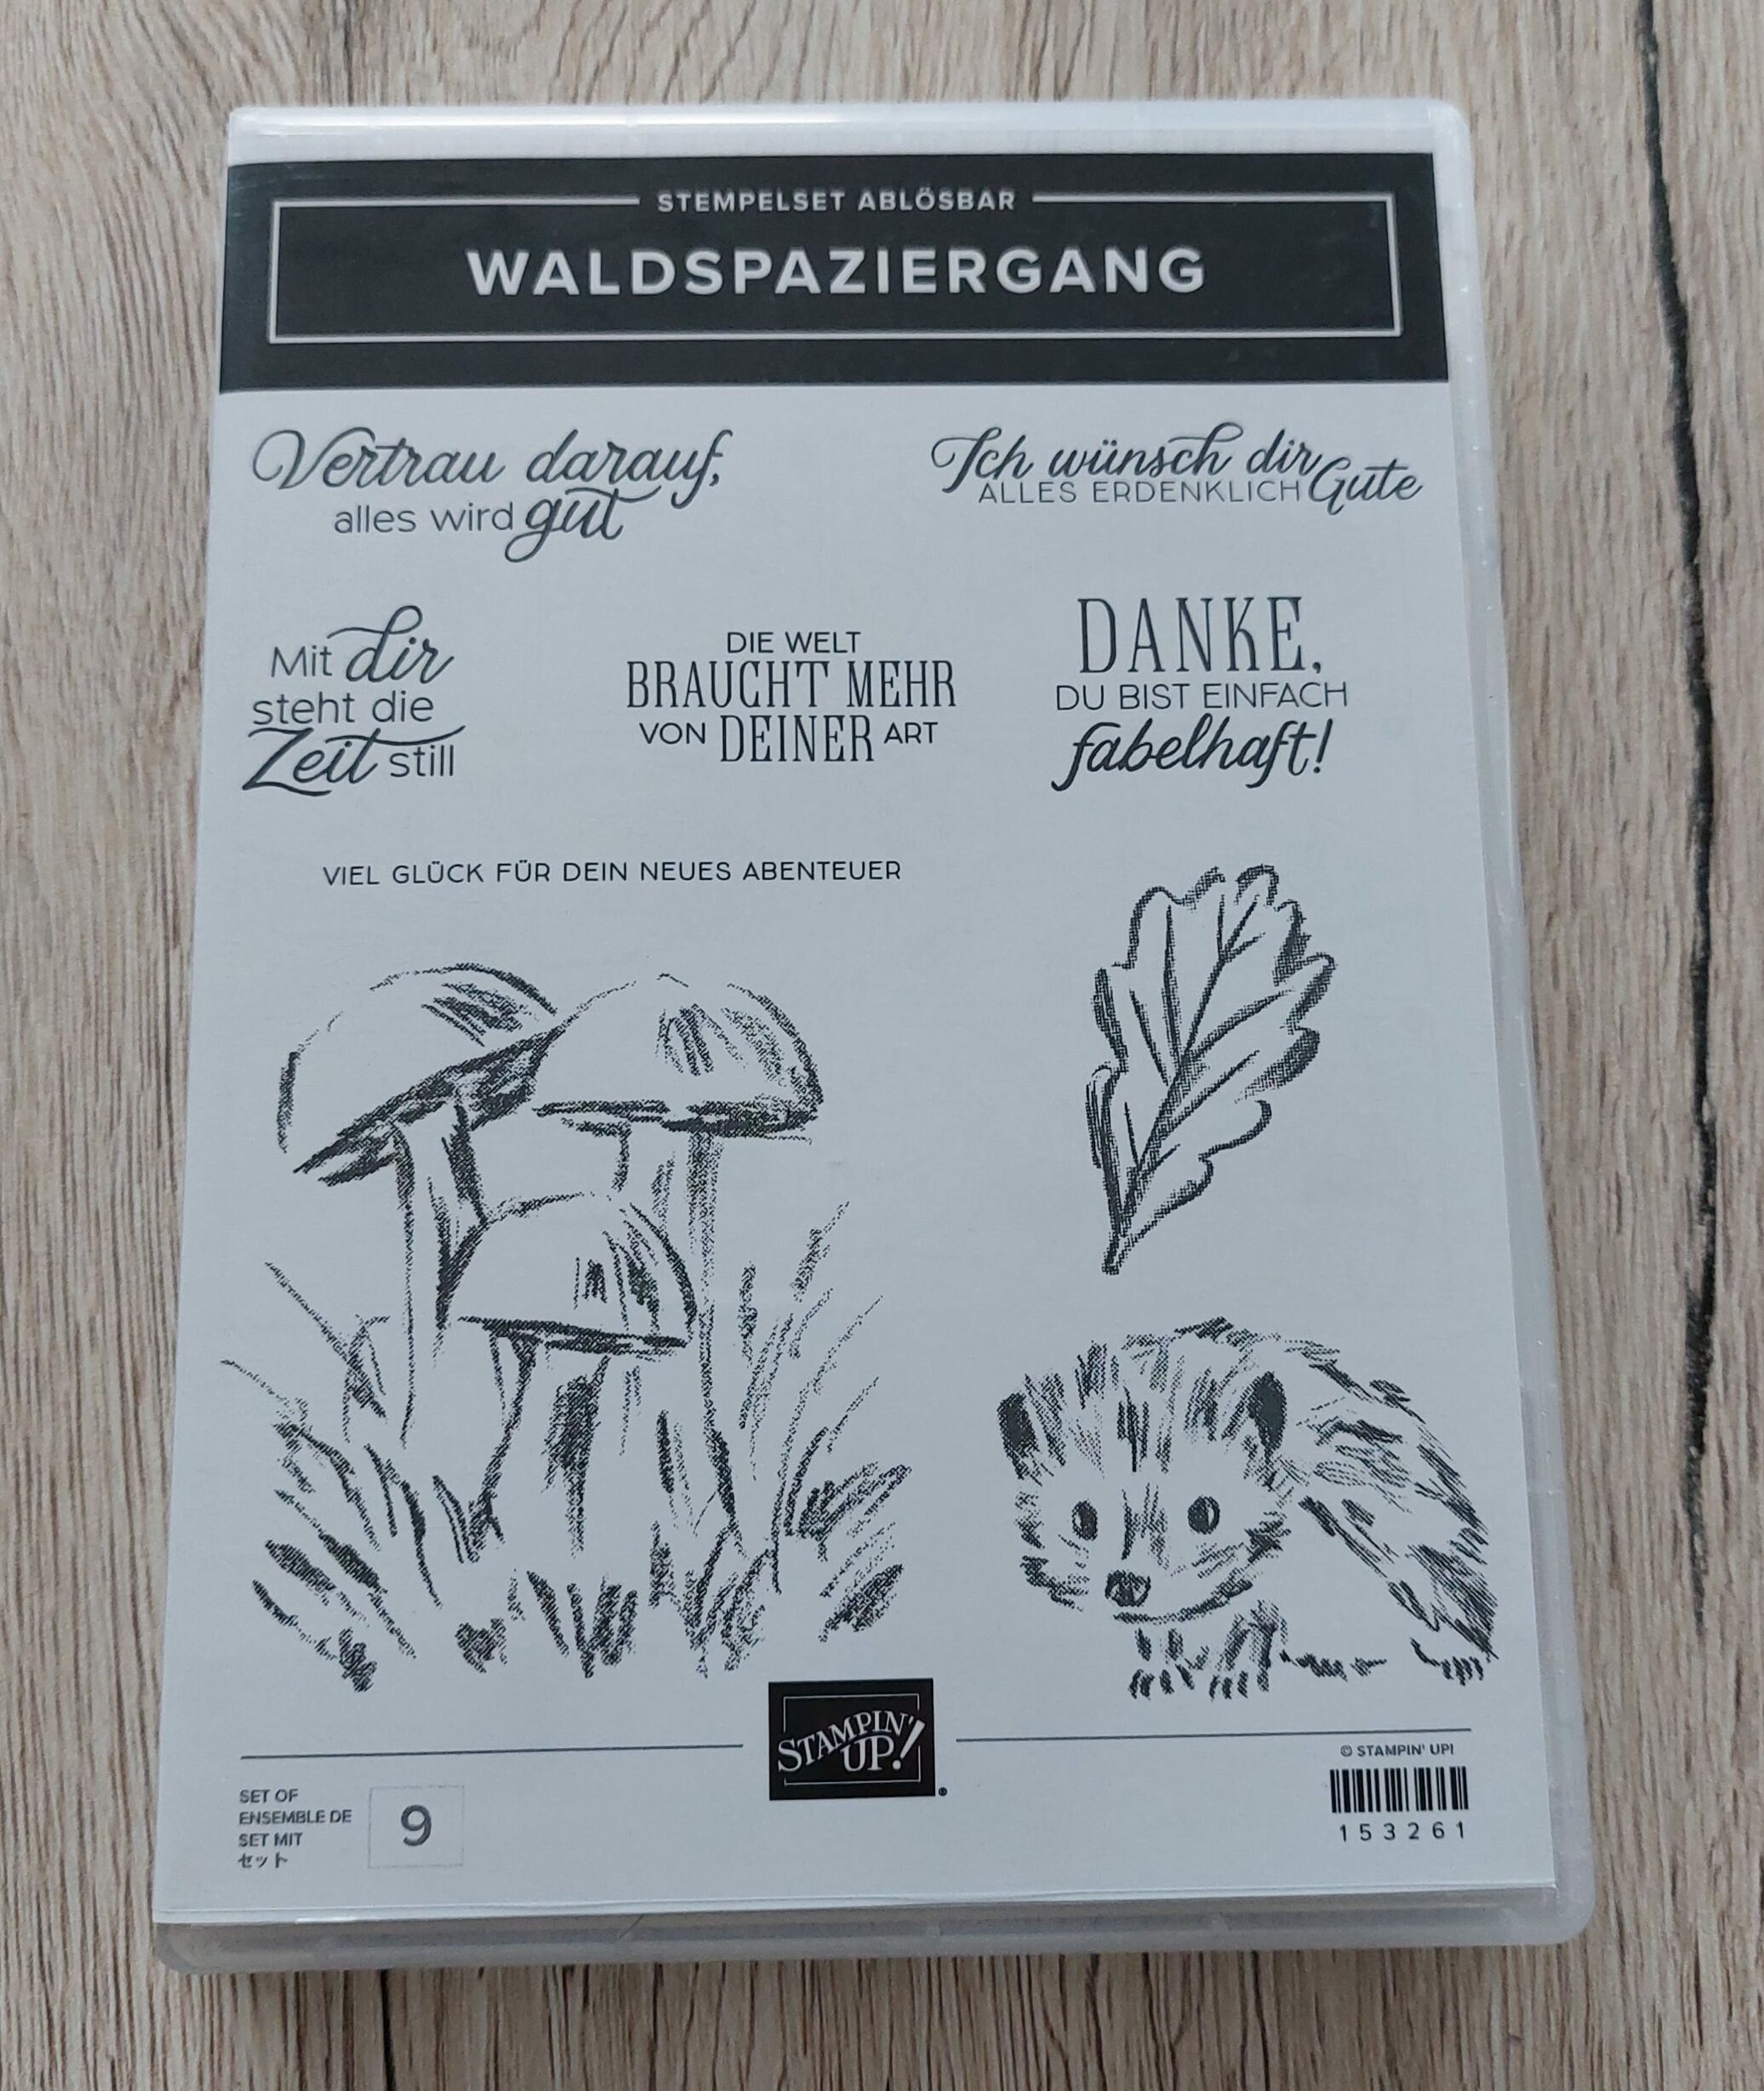 STEMPELSET ABLÖSBAR
WALDSPAZIERGANG
Vertrau darauf,
alles wird gut
Ich wünsch dir
ALLES ERDENKLICH Gute
Mit dir
steht die
Zeit still
DIE WELT
BRAUCHT MEHR
VON DEINER ART
DANKE,
DU BIST EINFACH
fabelhaft!
VIEL GLÜCK FÜR DEIN NEUES ABENTEUER
STAMPIN'
UP!
®
SET OF
ENSEMBLE DE
SET MIT
セット
9
© STAMPIN' UP!
153261